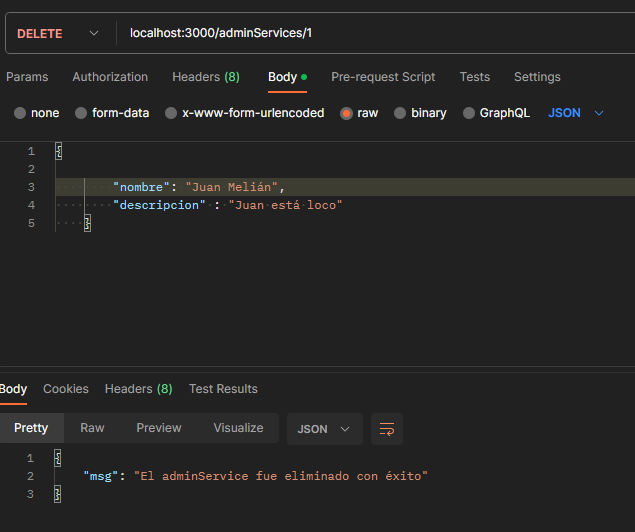 DELETE localhost:3000/adminServices/1
Params Authorization Headers (8) Body Pre-request Script Tests Settings
none form-data x-www-form-urlencoded raw binary GraphQL JSON
1 {
2
3 "nombre": "Juan Melián",
4 "descripcion" : "Juan está loco"
5 }
Body Cookies Headers (8) Test Results
Pretty Raw Preview Visualize JSON
1 {
2 "msg": "El adminService fue eliminado con éxito"
3 }